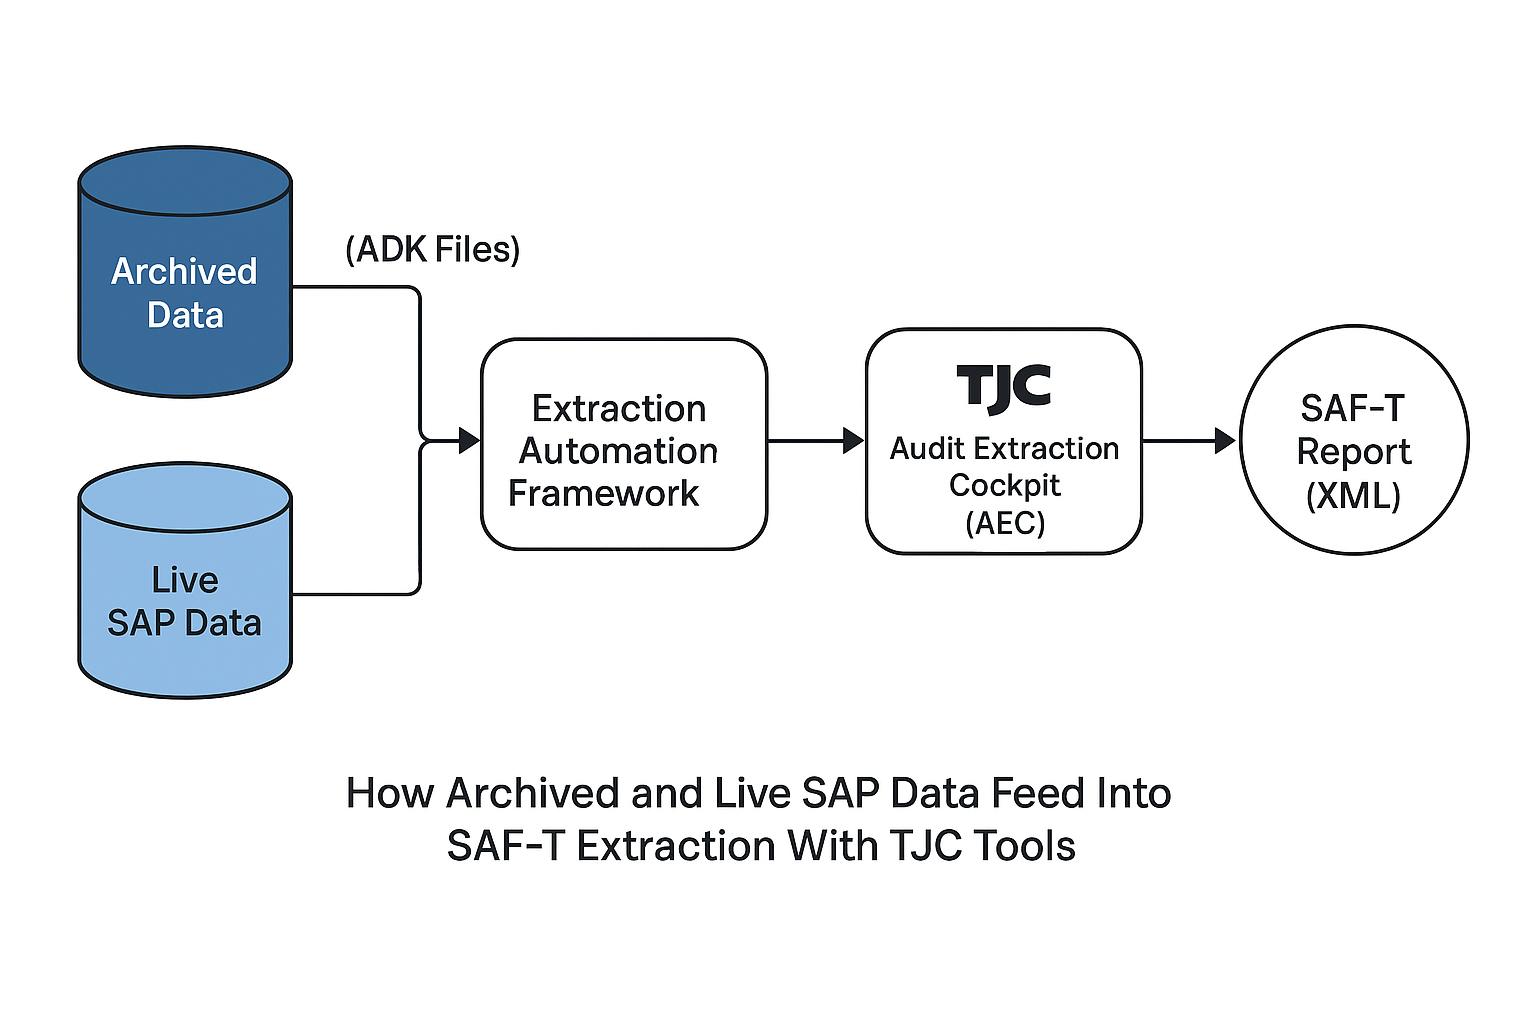 Archived
Data
(ADK Files)
Live
SAP Data
Extraction
Automation
Framework
TJC
Audit Extraction
Cockpit
(AEC)
SAF-T
Report
(XML)
How Archived and Live SAP Data Feed Into
SAF-T Extraction With TJC Tools